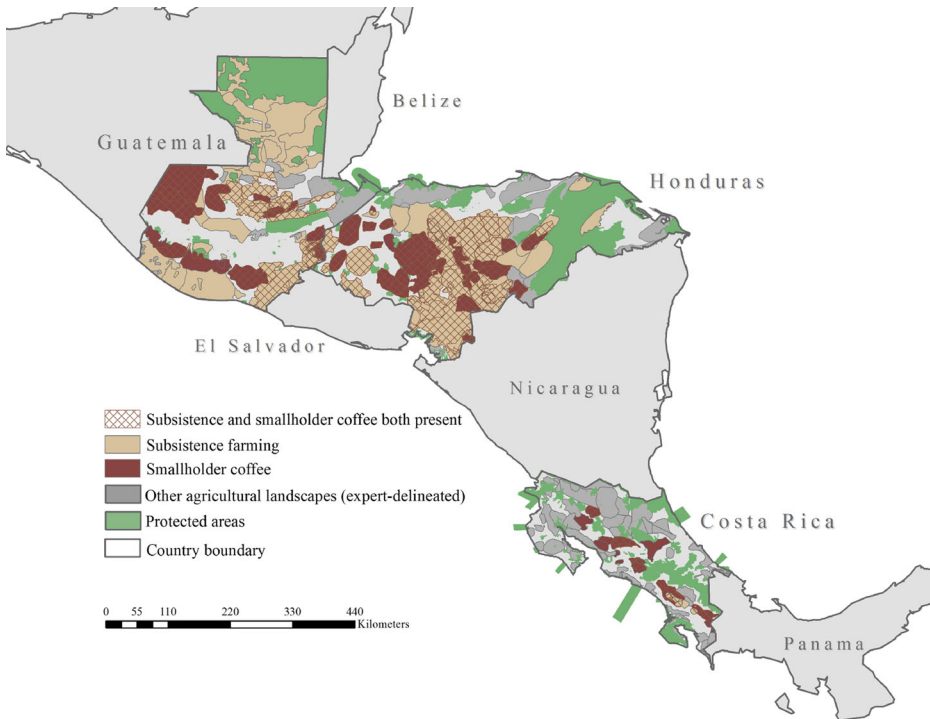 Belize
Guatemala
Honduras
El Salvador
Nicaragua
Subsistence and smallholder coffee both present
Subsistence farming
Smallholder coffee
Other agricultural landscapes (expert-delineated)
Protected areas
Country boundary
Costa Rica
0 55 110 220 330 440
Kilometers
Panama